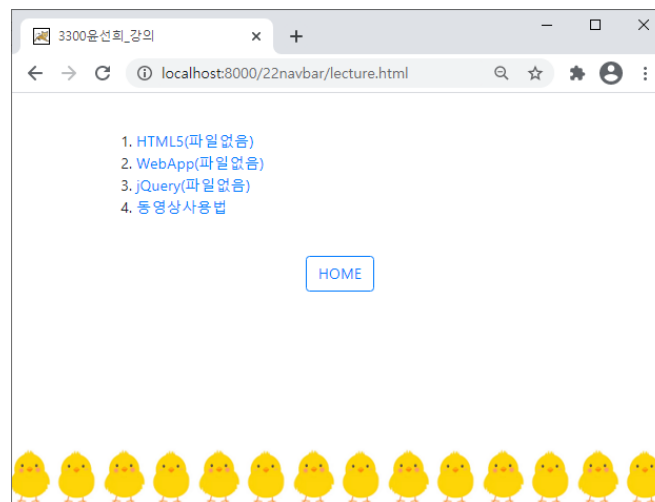 3300윤선희_강의
localhost:8000/22navbar/lecture.html
1. HTML5(파일없음)
2. WebApp(파일없음)
3. jQuery(파일없음)
4. 동영상사용법
HOME